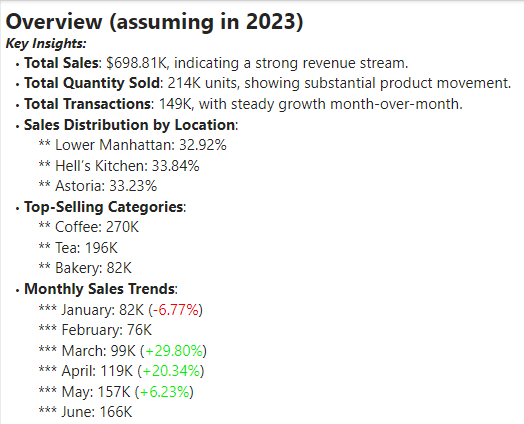 Overview (assuming in 2023)
Key Insights:
• Total Sales: $698.81K, indicating a strong revenue stream.
• Total Quantity Sold: 214K units, showing substantial product movement.
• Total Transactions: 149K, with steady growth month-over-month.
• Sales Distribution by Location:
** Lower Manhattan: 32.92%
** Hell's Kitchen: 33.84%
** Astoria: 33.23%
• Top-Selling Categories:
** Coffee: 270K
** Tea: 196K
** Bakery: 82K
• Monthly Sales Trends:
*** January: 82K (-6.77%)
*** February: 76K
*** March: 99K (+29.80%)
*** April: 119K (+20.34%)
*** May: 157K (+6.23%)
*** June: 166K